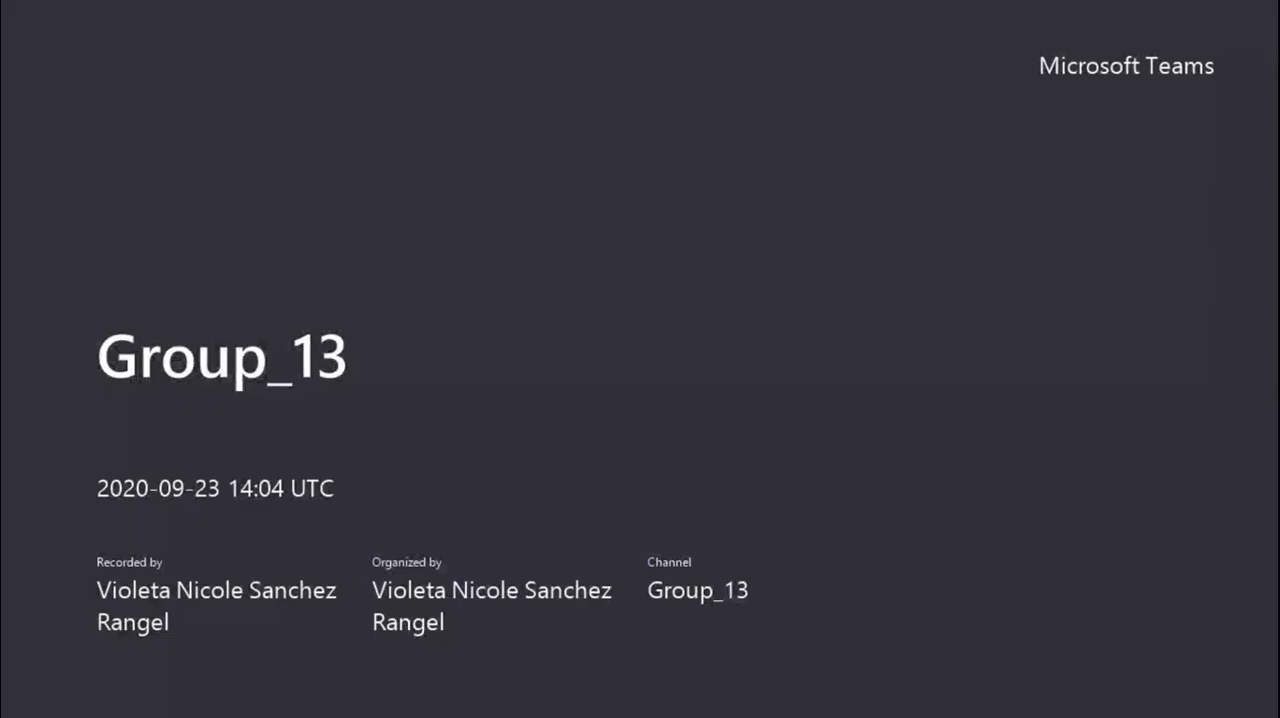 Microsoft Teams
Group_13
2020-09-23 14:04 UTC
Recorded by
Violeta Nicole Sanchez
Rangel
Organized by
Violeta Nicole Sanchez
Rangel
Channel
Group_13